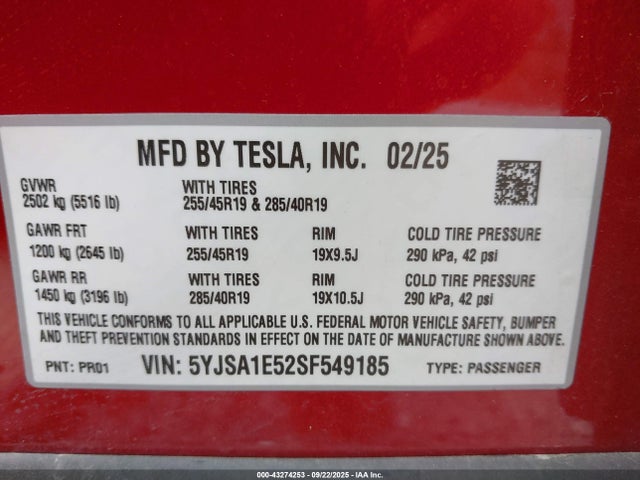 MFD BY TESLA, INC. 02/25
GVWR WITH TIRES
2502 kg (5516 lb) 255/45R19 & 285/40R19
GAWR FRT WITH TIRES RIM COLD TIRE PRESSURE
1200 kg (2645 lb) 255/45R19 19X9.5J 290 kPa, 42 psi
GAWR RR WITH TIRES RIM COLD TIRE PRESSURE
1450 kg (3196 lb) 285/40R19 19X10.5J 290 kPa, 42 psi
THIS VEHICLE CONFORMS TO ALL APPLICABLE U.S. FEDERAL MOTOR VEHICLE SAFETY, BUMPER
AND THEFT PREVENTION STANDARDS IN EFFECT ON THE DATE OF MANUFACTURE SHOWN ABOVE.
PNT: PR01 VIN: 5YJSA1E52SF549185 TYPE: PASSENGER
000-43274253 - 09/22/2025 - IAA Inc.